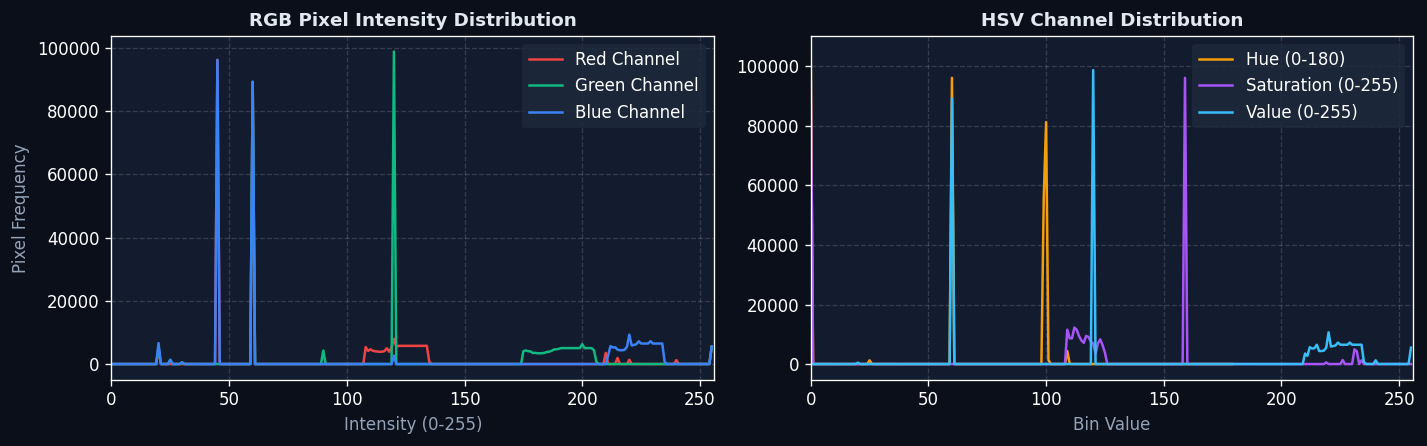 RGB Pixel Intensity Distribution
100000
80000
60000
40000
20000
0
Pixel Frequency
Red Channel
Green Channel
Blue Channel
0 50 100 150 200 250
Intensity (0-255)
HSV Channel Distribution
100000
80000
60000
40000
20000
0
Hue (0-180)
Saturation (0-255)
Value (0-255)
0 50 100 150 200 250
Bin Value